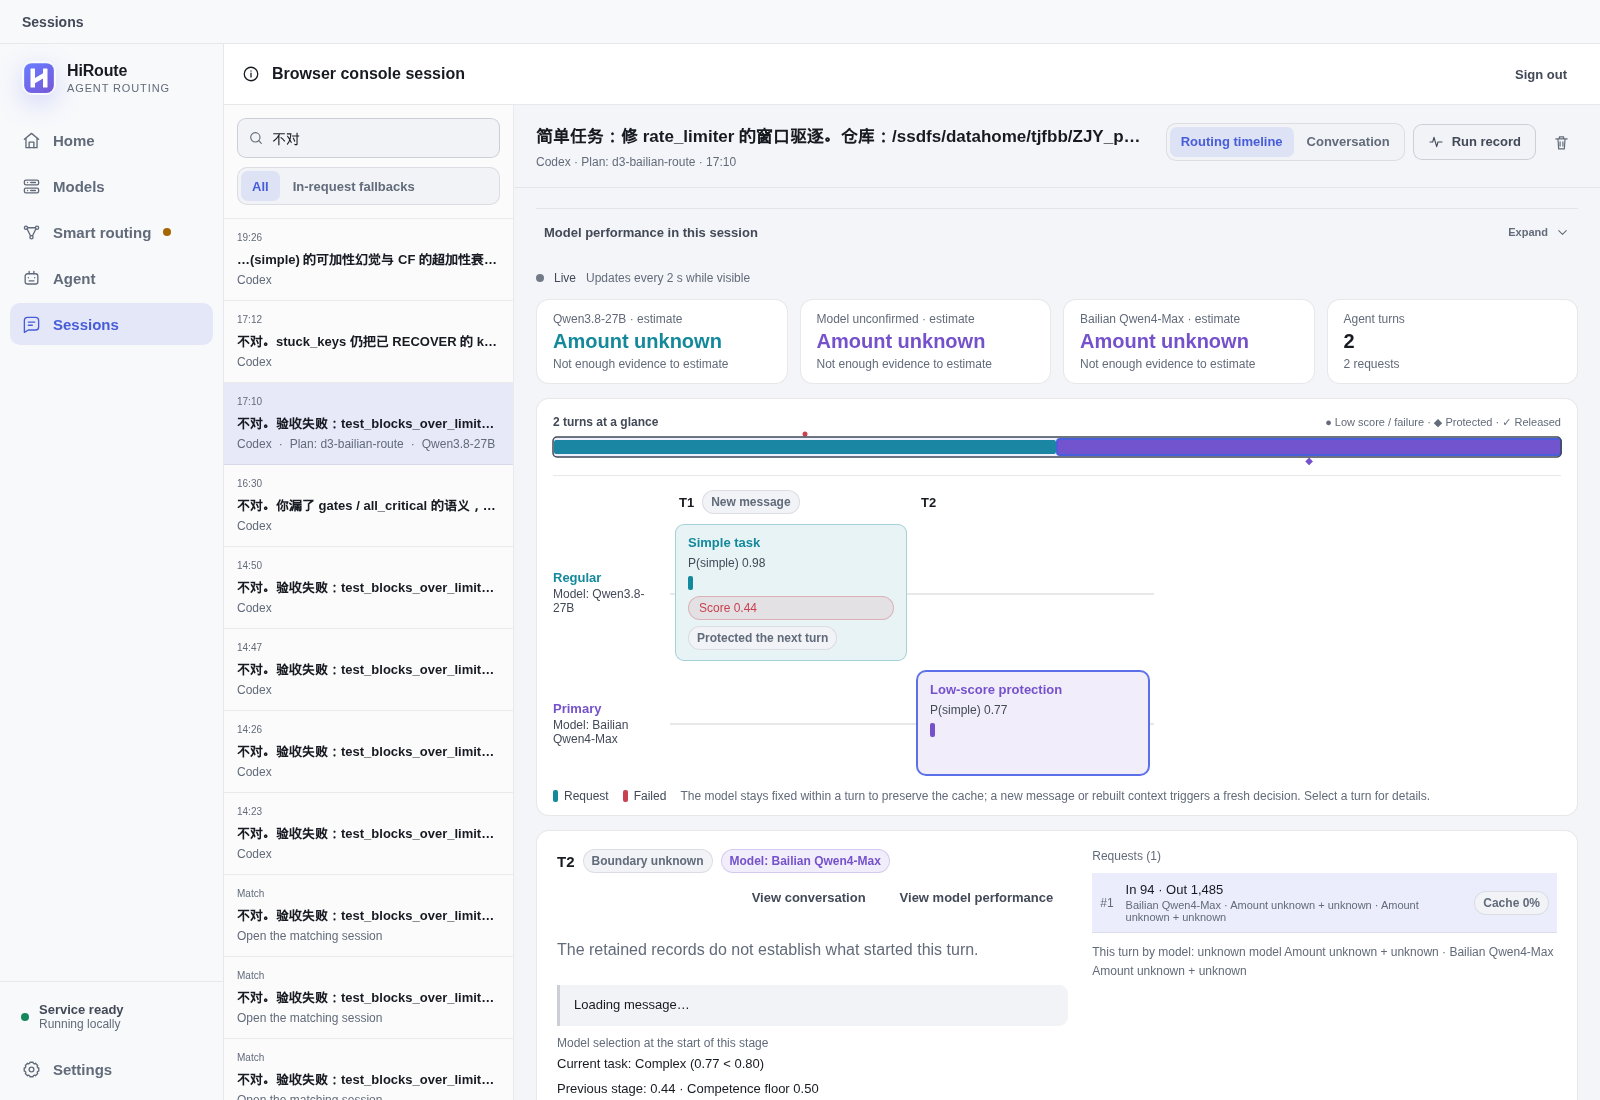 Sessions
HiRoute
AGENT ROUTING
Home
Models
Smart routing
Agent
Sessions
Service ready
Running locally
Settings
Browser console session
Sign out
不对
All
In-request fallbacks
19:26
…(simple) 的可加性幻觉与 CF 的超加性衰…
Codex
17:12
不对。stuck_keys 仍把已 RECOVER 的 k…
Codex
17:10
不对。验收失败：test_blocks_over_limit…
Codex · Plan: d3-bailian-route · Qwen3.8-27B
16:30
不对。你漏了 gates / all_critical 的语义，…
Codex
14:50
不对。验收失败：test_blocks_over_limit…
Codex
14:47
不对。验收失败：test_blocks_over_limit…
Codex
14:26
不对。验收失败：test_blocks_over_limit…
Codex
14:23
不对。验收失败：test_blocks_over_limit…
Codex
Match
不对。验收失败：test_blocks_over_limit…
Open the matching session
Match
不对。验收失败：test_blocks_over_limit…
Open the matching session
Match
不对。验收失败：test_blocks_over_limit…
Open the matching session
简单任务：修 rate_limiter 的窗口驱逐。仓库：/ssdfs/datahome/tjfbb/ZJY_p…
Codex · Plan: d3-bailian-route · 17:10
Routing timeline
Conversation
Run record
Model performance in this session
Expand
Live
Updates every 2 s while visible
Qwen3.8-27B · estimate
Amount unknown
Not enough evidence to estimate
Model unconfirmed · estimate
Amount unknown
Not enough evidence to estimate
Bailian Qwen4-Max · estimate
Amount unknown
Not enough evidence to estimate
Agent turns
2
2 requests
2 turns at a glance
● Low score / failure · ◆ Protected · ✓ Released
T1
New message
T2
Regular
Model: Qwen3.8-
27B
Simple task
P(simple) 0.98
Score 0.44
Protected the next turn
Primary
Model: Bailian
Qwen4-Max
Low-score protection
P(simple) 0.77
Request
Failed
The model stays fixed within a turn to preserve the cache; a new message or rebuilt context triggers a fresh decision. Select a turn for details.
T2
Boundary unknown
Model: Bailian Qwen4-Max
View conversation
View model performance
The retained records do not establish what started this turn.
Loading message…
Model selection at the start of this stage
Current task: Complex (0.77 < 0.80)
Previous stage: 0.44 · Competence floor 0.50
Requests (1)
#1
In 94 · Out 1,485
Bailian Qwen4-Max · Amount unknown + unknown · Amount
unknown + unknown
Cache 0%
This turn by model: unknown model Amount unknown + unknown · Bailian Qwen4-Max
Amount unknown + unknown